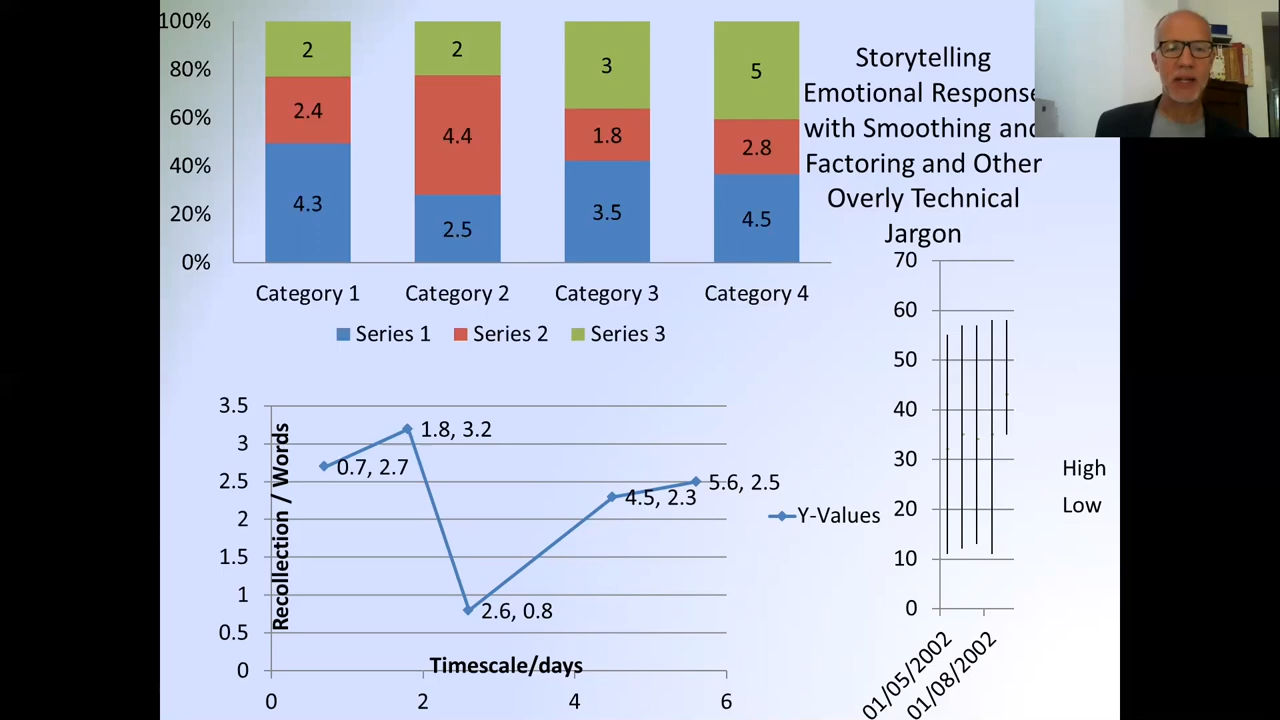 100%
80%
60%
40%
20%
0%
2
2
3
5
2.4
4.4
1.8
2.8
4.3
2.5
3.5
4.5
Category 1
Category 2
Category 3
Category 4
Series 1
Series 2
Series 3
Storytelling
Emotional Response
with Smoothing and
Factoring and Other
Overly Technical
Jargon
3.5
3
2.5
2
1.5
1
0.5
0
Recollection / Words
0.7, 2.7
1.8, 3.2
2.6, 0.8
4.5, 2.3
5.6, 2.5
Y-Values
Timescale/days
0
2
4
6
70
60
50
40
30
20
10
0
01/05/2002
01/08/2002
High
Low